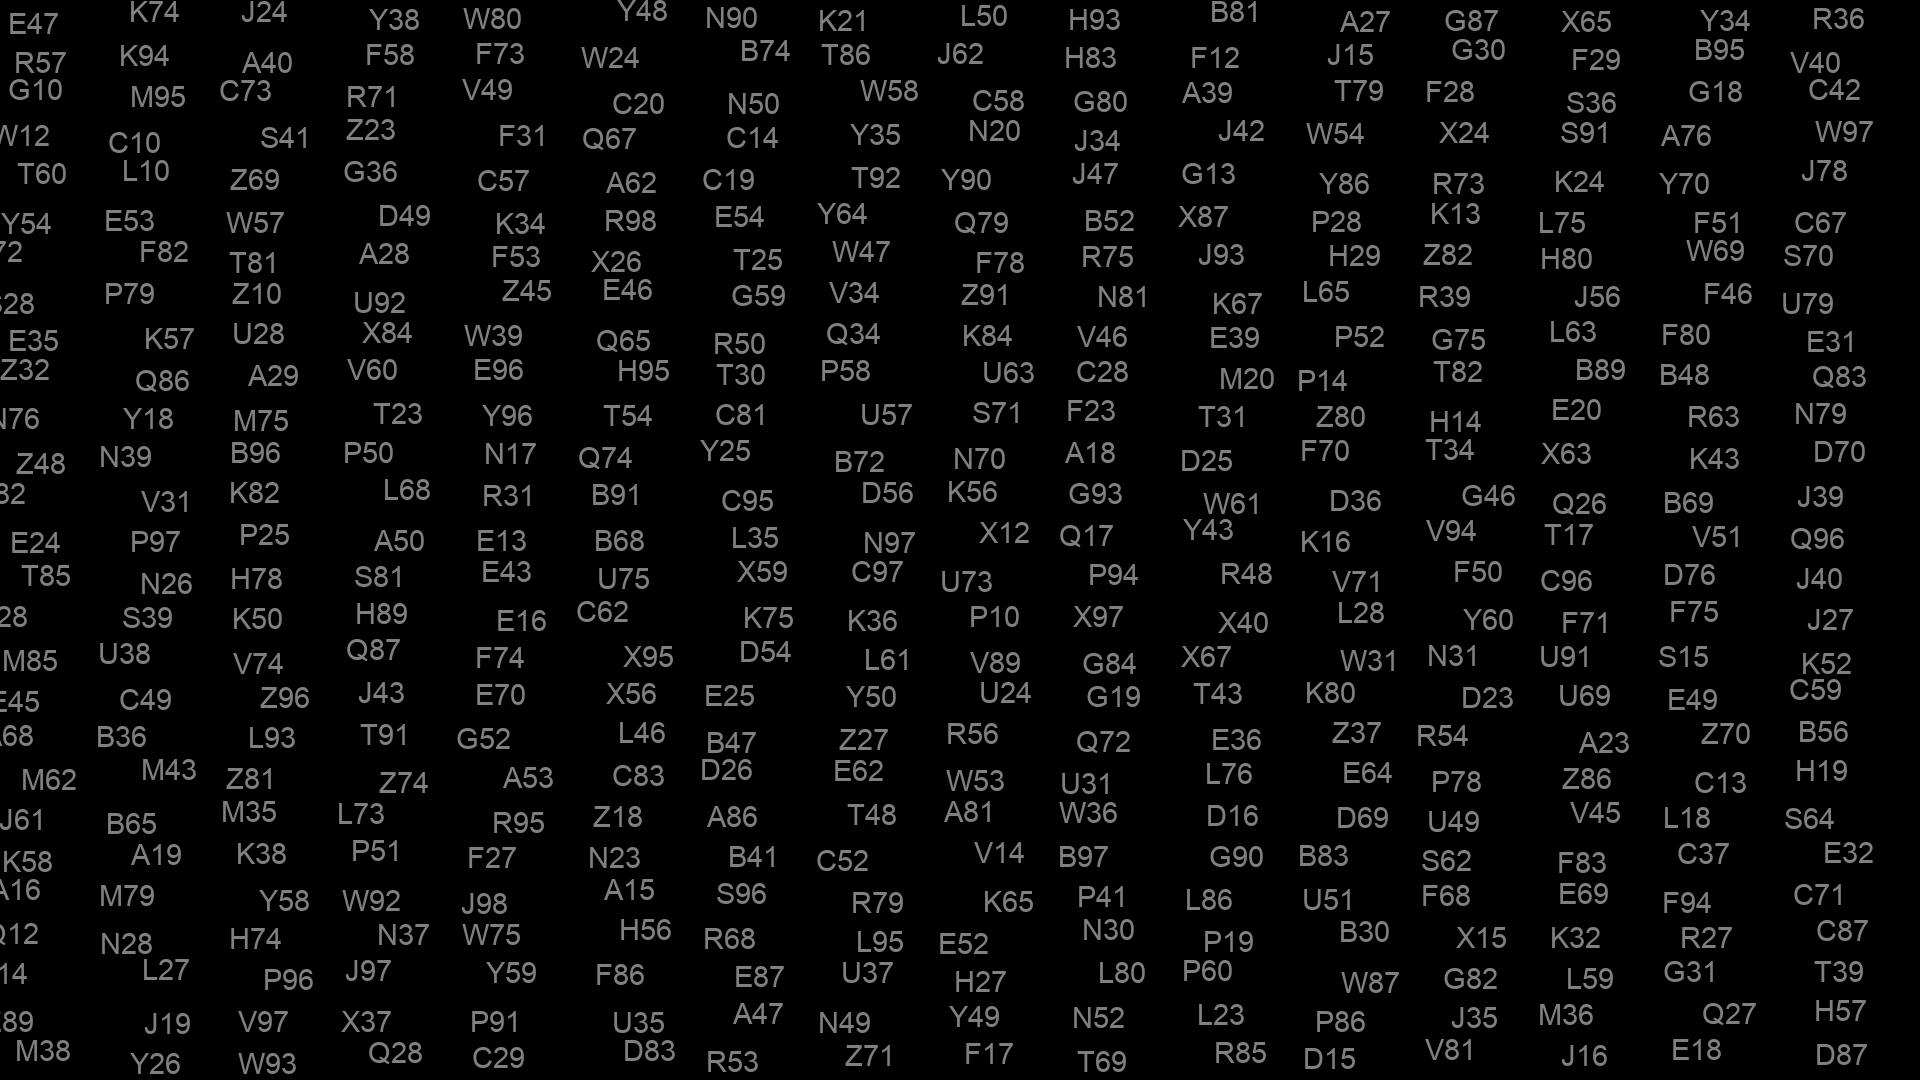 E47 K74 J24 Y38 W80 Y48 N90 K21 L50 H93 B81 A27 G87 X65 Y34 R36
R57 K94 A40 F58 F73 W24 B74 T86 J62 H83 F12 J15 G30 F29 B95 V40
G10 M95 C73 R71 V49 C20 N50 W58 C58 G80 A39 T79 F28 S36 G18 C42
W12 C10 S41 Z23 F31 Q67 C14 Y35 N20 J34 J42 W54 X24 S91 A76 W97
T60 L10 Z69 G36 C57 A62 C19 T92 Y90 J47 G13 Y86 R73 K24 Y70 J78
Y54 E53 W57 D49 K34 R98 E54 Y64 Q79 B52 X87 P28 K13 L75 F51 C67
72 F82 T81 A28 F53 X26 T25 W47 F78 R75 J93 H29 Z82 H80 W69 S70
S28 P79 Z10 U92 Z45 E46 G59 V34 Z91 N81 K67 L65 R39 J56 F46 U79
E35 K57 U28 X84 W39 Q65 R50 Q34 K84 V46 E39 P52 G75 L63 F80 E31
Z32 Q86 A29 V60 E96 H95 T30 P58 U63 C28 M20 P14 T82 B89 B48 Q83
N76 Y18 M75 T23 Y96 T54 C81 U57 S71 F23 T31 Z80 H14 E20 R63 N79
Z48 N39 B96 P50 N17 Q74 Y25 B72 N70 A18 D25 F70 T34 X63 K43 D70
32 V31 K82 L68 R31 B91 C95 D56 K56 G93 W61 D36 G46 Q26 B69 J39
E24 P97 P25 A50 E13 B68 L35 N97 X12 Q17 Y43 K16 V94 T17 V51 Q96
T85 N26 H78 S81 E43 U75 X59 C97 U73 P94 R48 V71 F50 C96 D76 J40
28 S39 K50 H89 E16 C62 K75 K36 P10 X97 X40 L28 Y60 F71 F75 J27
M85 U38 V74 Q87 F74 X95 D54 L61 V89 G84 X67 W31 N31 U91 S15 K52
E45 C49 Z96 J43 E70 X56 E25 Y50 U24 G19 T43 K80 D23 U69 E49 C59
68 B36 L93 T91 G52 L46 B47 Z27 R56 Q72 E36 Z37 R54 A23 Z70 B56
M62 M43 Z81 Z74 A53 C83 D26 E62 W53 U31 L76 E64 P78 Z86 C13 H19
J61 B65 M35 L73 R95 Z18 A86 T48 A81 W36 D16 D69 U49 V45 L18 S64
K58 A19 K38 P51 F27 N23 B41 C52 V14 B97 G90 B83 S62 F83 C37 E32
A16 M79 Y58 W92 J98 A15 S96 R79 K65 P41 L86 U51 F68 E69 F94 C71
Q12 N28 H74 N37 W75 H56 R68 L95 E52 N30 P19 B30 X15 K32 R27 C87
14 L27 P96 J97 Y59 F86 E87 U37 H27 L80 P60 W87 G82 L59 G31 T39
89 J19 V97 X37 P91 U35 A47 N49 Y49 N52 L23 P86 J35 M36 Q27 H57
M38 Y26 W93 Q28 C29 D83 R53 Z71 F17 T69 R85 D15 V81 J16 E18 D87